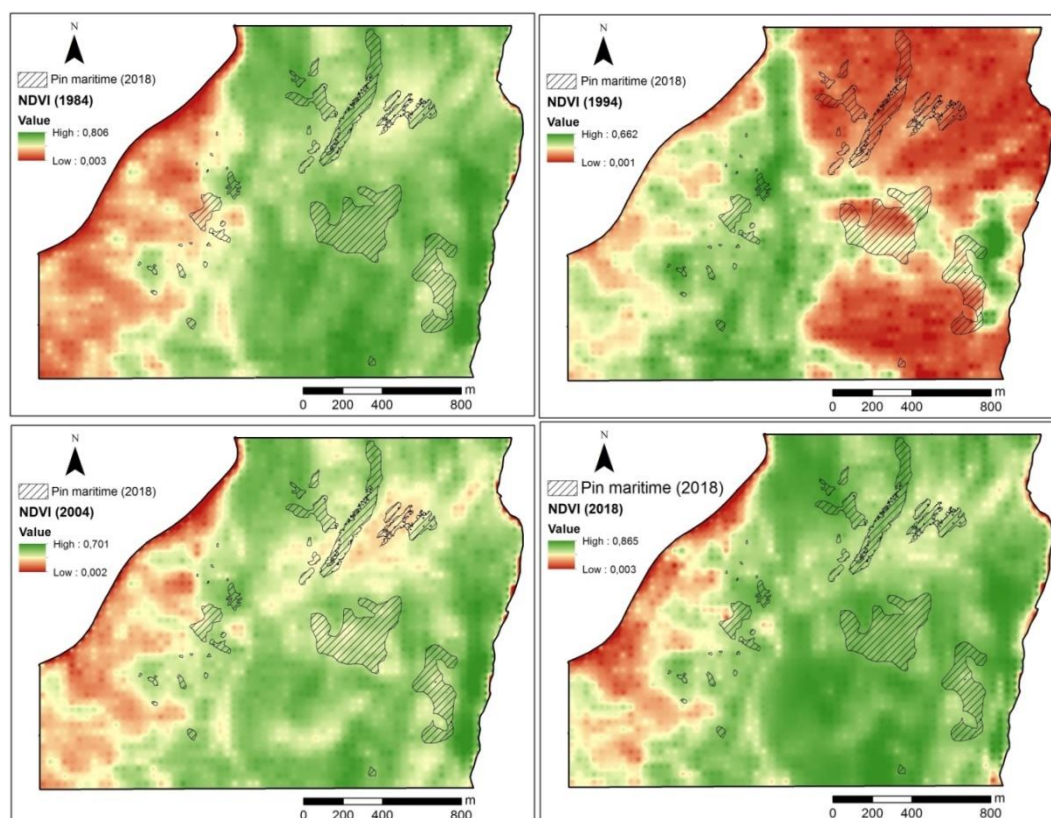 N
Pin maritime (2018)
NDVI (1984)
Value
High : 0,806
Low : 0,003
m
0 200 400 800
N
Pin maritime (2018)
NDVI (1994)
Value
High : 0,662
Low : 0,001
m
0 200 400 800
N
Pin maritime (2018)
NDVI (2004)
Value
High : 0,701
Low : 0,002
m
0 200 400 800
N
Pin maritime (2018)
NDVI (2018)
Value
High : 0,865
Low : 0,003
m
0 200 400 800